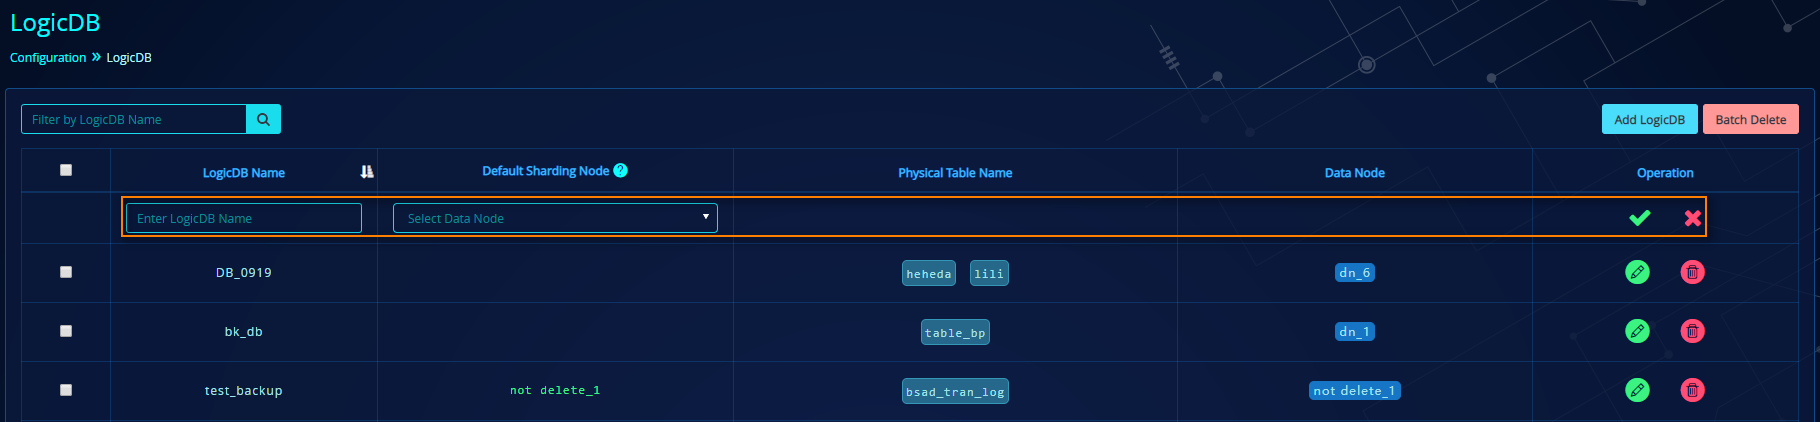 LogicDB
Configuration » LogicDB
Filter by LogicDB Name Add LogicDB Batch Delete
LogicDB Name Default Sharding Node ? Physical Table Name Data Node Operation
Enter LogicDB Name Select Data Node
DB_0919 heheda lili dn_6
bk_db table_bp dn_1
test_backup not delete_1 bsad_tran_log not delete_1